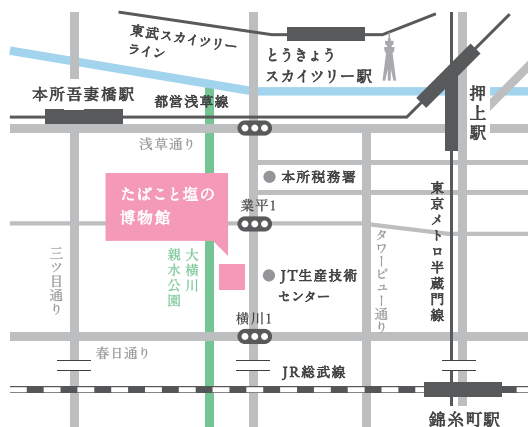 東武スカイツリー
ライン
とうきょう
スカイツリー駅
本所吾妻橋駅
都営浅草線
押上駅
浅草通り
本所税務署
たばこと塩の
博物館
業平1
東京メトロ半蔵門線
タワービュー通り
三ツ目通り
大横川
親水公園
JT生産技術
センター
横川1
春日通り
JR総武線
錦糸町駅